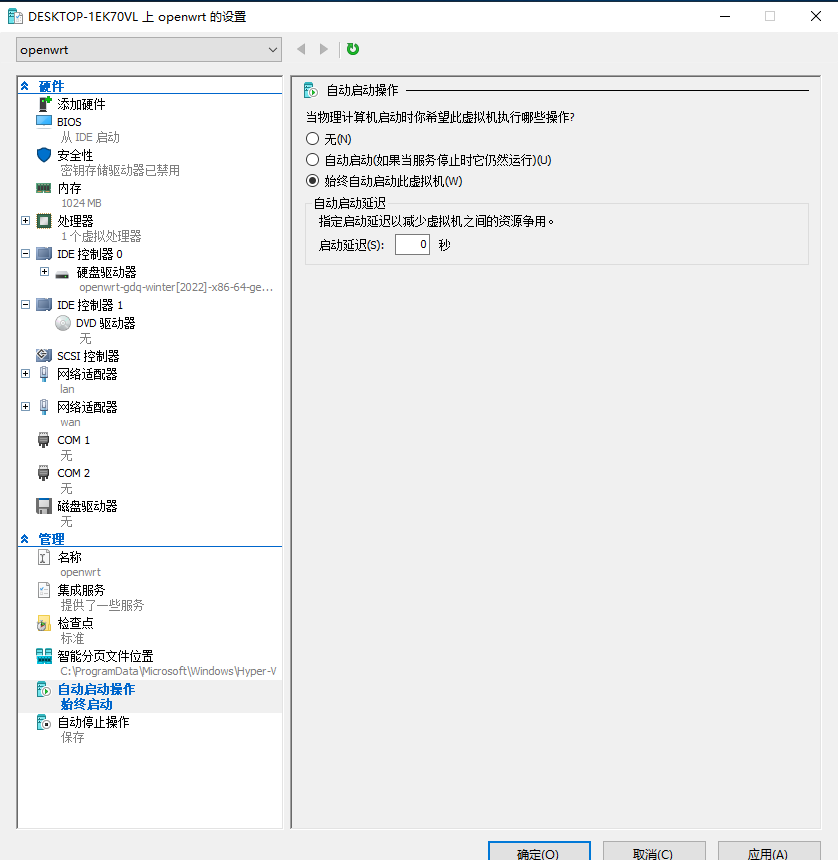 DESKTOP-1EK70VL 上 openwrt 的设置
openwrt
硬件
添加硬件
BIOS
从 IDE 启动
安全性
密钥存储驱动器已禁用
内存
1024 MB
处理器
1 个虚拟处理器
IDE 控制器 0
硬盘驱动器
openwrt-gdq-winter[2022]-x86-64-ge...
IDE 控制器 1
DVD 驱动器
无
SCSI 控制器
网络适配器
lan
网络适配器
wan
COM 1
无
COM 2
无
磁盘驱动器
无
管理
名称
openwrt
集成服务
提供了一些服务
检查点
标准
智能分页文件位置
C:\ProgramData\Microsoft\Windows\Hyper-V
自动启动操作
始终启动
自动停止操作
保存
自动启动操作
当物理计算机启动时你希望此虚拟机执行哪些操作?
无(N)
自动启动(如果当服务停止时它仍然运行)(U)
始终自动启动此虚拟机(W)
自动启动延迟
指定启动延迟以减少虚拟机之间的资源争用。
启动延迟(S): 0 秒
确定(O) 取消(C) 应用(A)